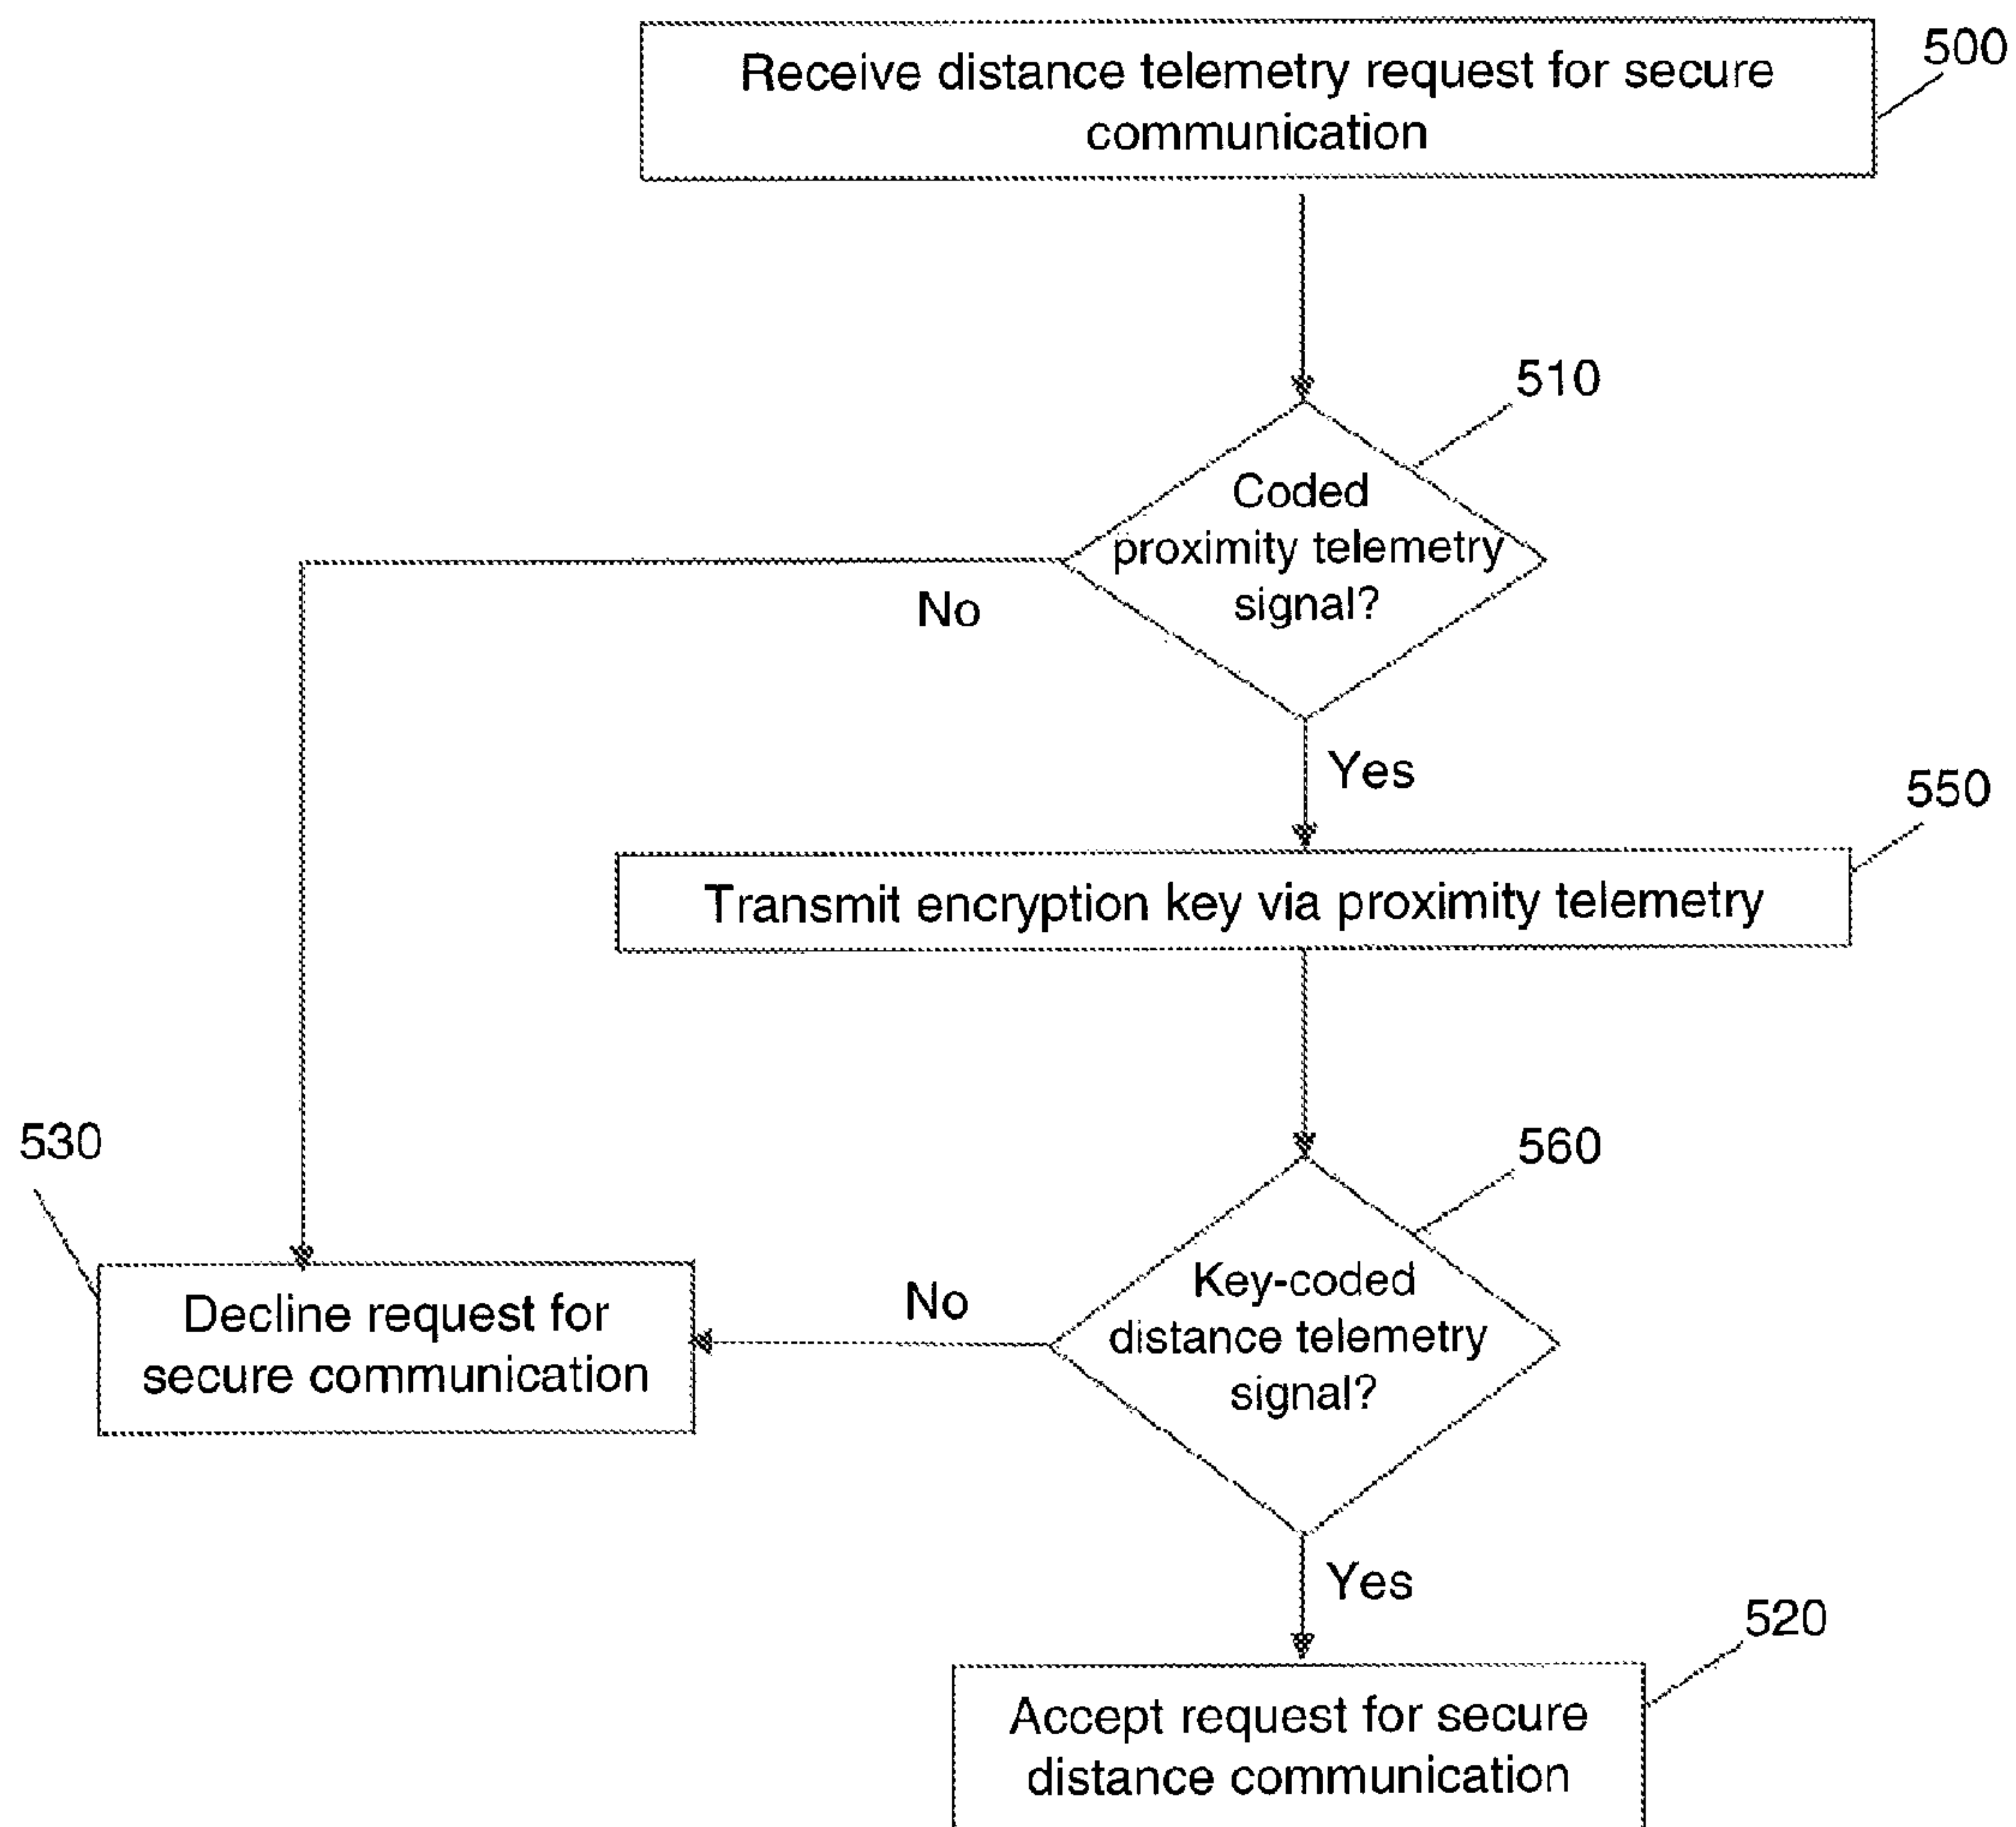 Receive distance telemetry request for secure
communication
500
510
Coded
proximity telemetry
signal?
No
Yes
550
Transmit encryption key via proximity telemetry
530
560
Decline request for
secure communication
No
Key-coded
distance telemetry
signal?
Yes
520
Accept request for secure
distance communication